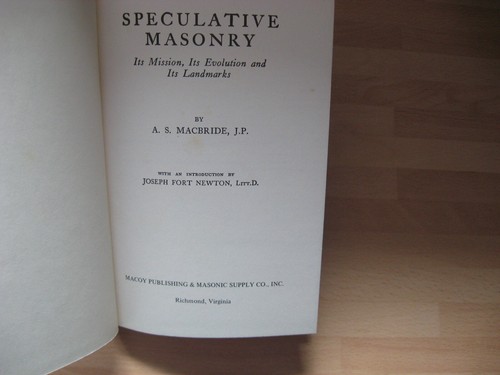 SPECULATIVE
MASONRY
Its Mission, Its Evolution and
Its Landmarks
BY
A. S. MACBRIDE, J.P.
WITH AN INTRODUCTION BY
JOSEPH FORT NEWTON, LITT.D.
MACOY PUBLISHING & MASONIC SUPPLY CO., INC.
Richmond, Virginia